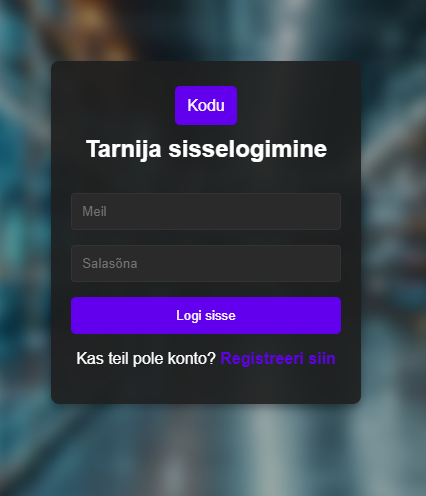 Kodu
Tarnija sisselogimine
Meil
Salasõna
Logi sisse
Kas teil pole konto? Registreeri siin